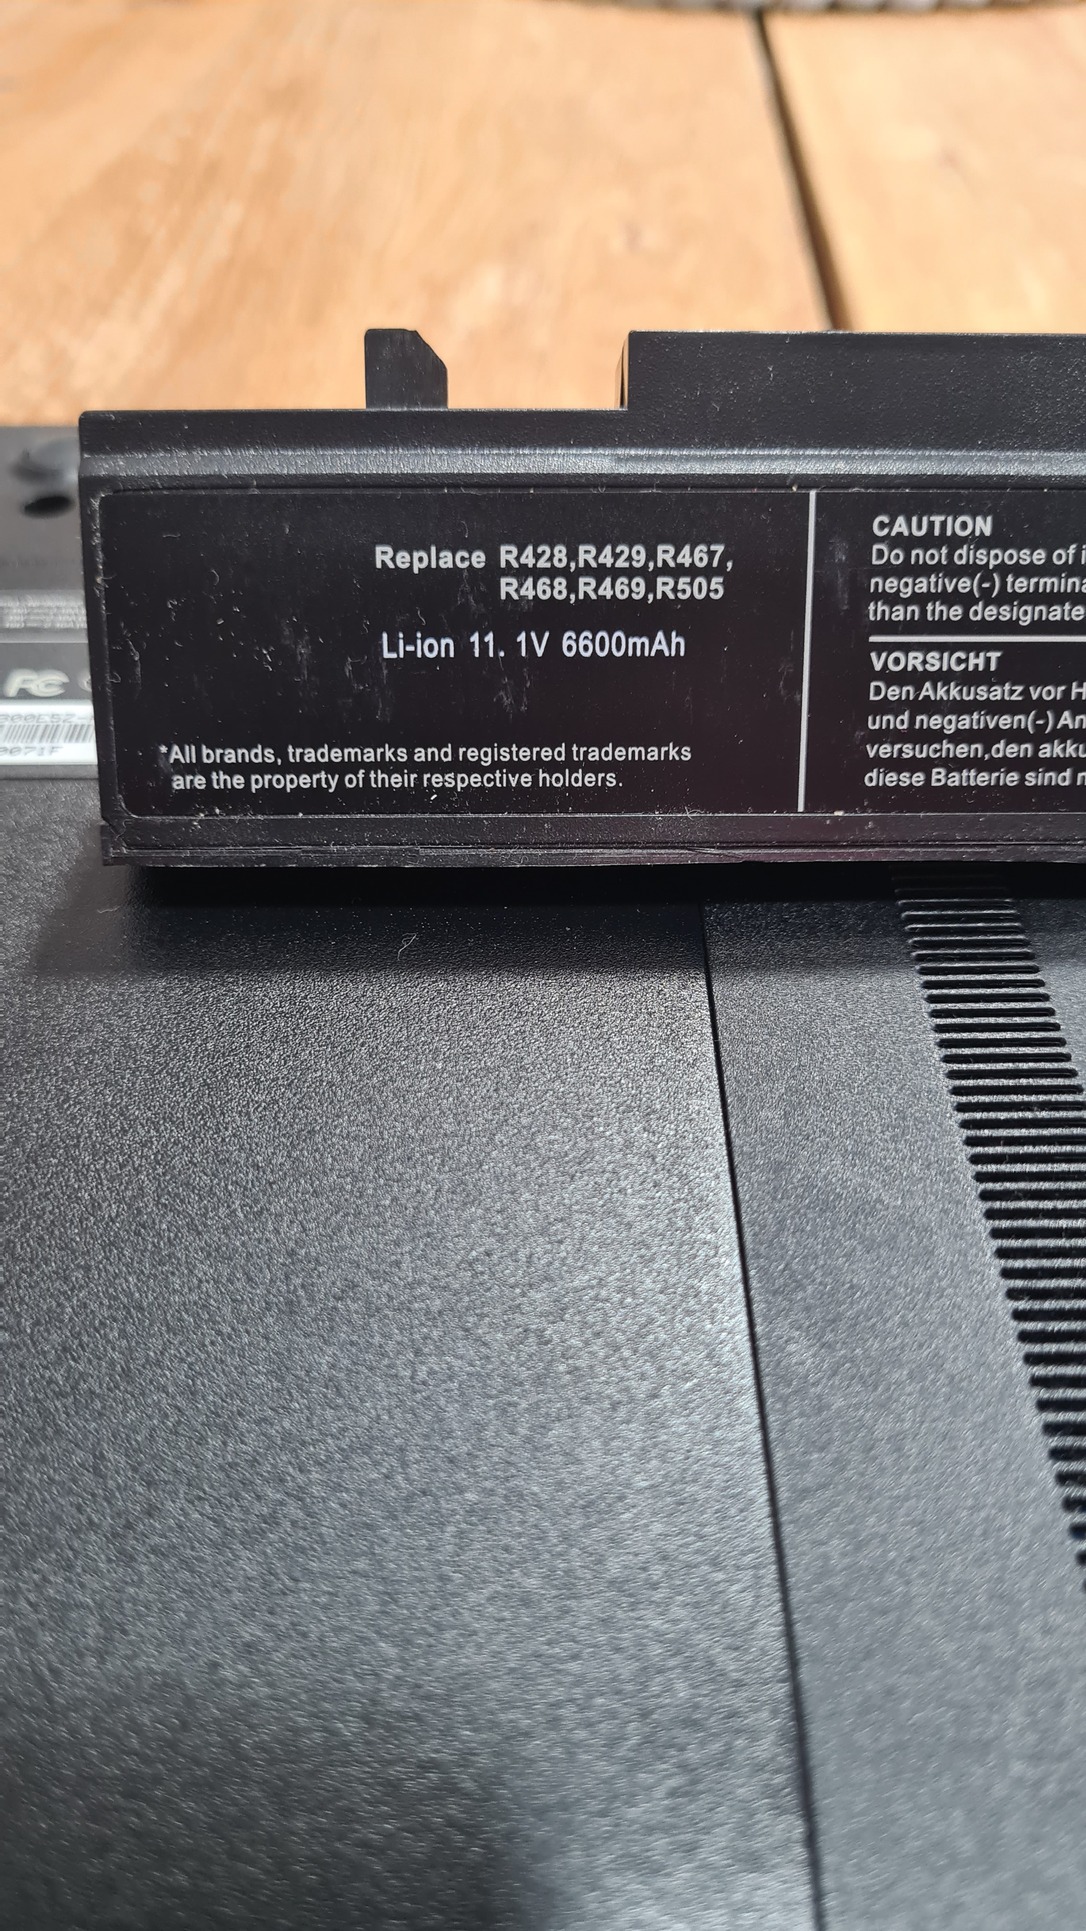 Replace R428,R429,R467,
R468,R469,R505
Li-ion 11.1V 6600mAh
*All brands, trademarks and registered trademarks
are the property of their respective holders.
CAUTION
Do not dispose of
negative(-)
than the
VORSICHT
Den Akkusatz vor
und negativen(-)
versuchen,den
diese Batterie sind
FC
0071F